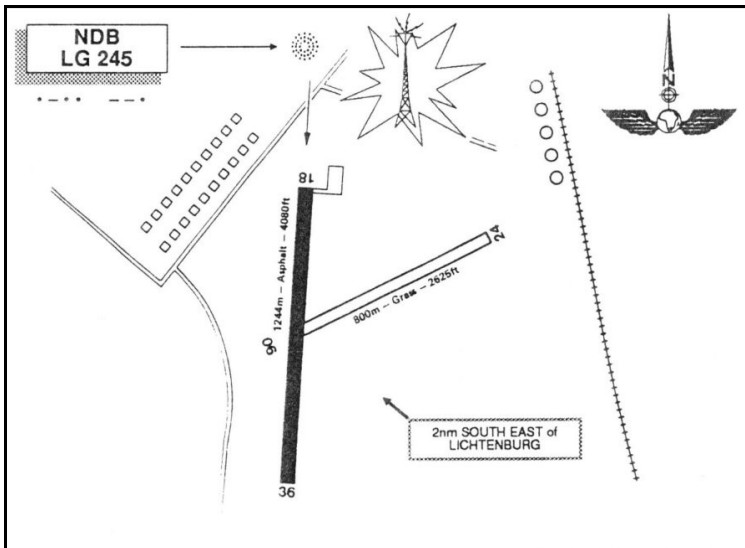 NDB
LG 245
N
18
1244m – Asphalt – 4080ft
24
800m – Grass – 2625ft
06
2nm SOUTH EAST of
LICHTENBURG
36